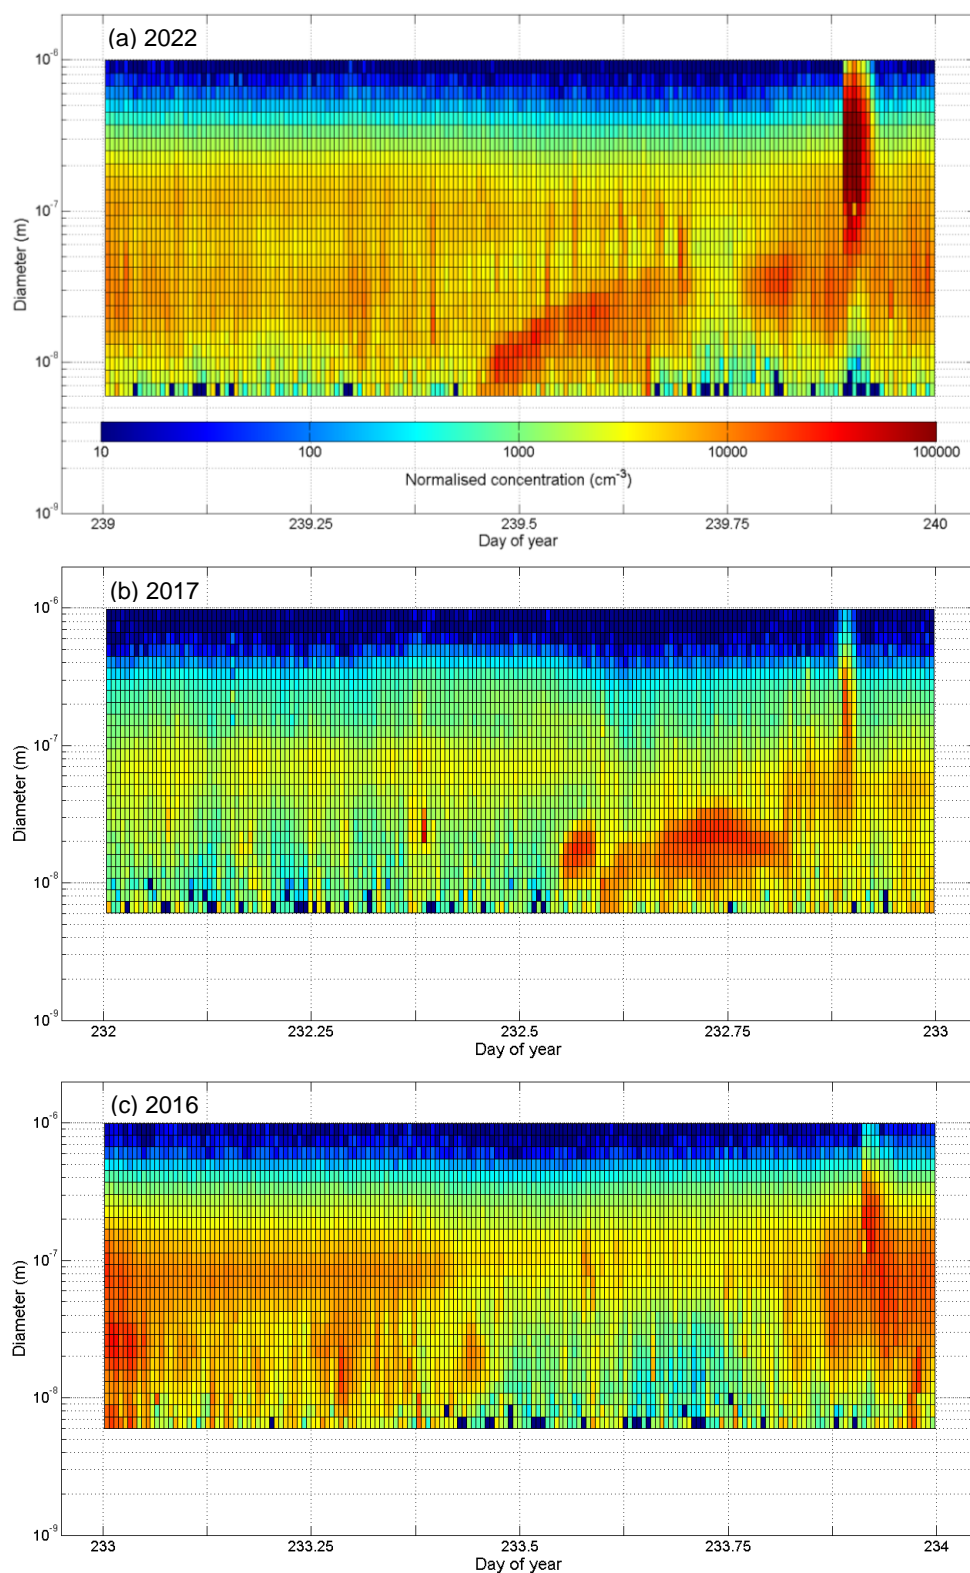 (a) 2022
10-6
10-7
Diameter (m)
10-8
10 100 1000 10000 100000
Normalised concentration (cm-3)
10-9
239 239.25 239.5 239.75 240
Day of year
(b) 2017
10-6
10-7
Diameter (m)
10-8
10-9
232 232.25 232.5 232.75 233
Day of year
(c) 2016
10-6
10-7
Diameter (m)
10-8
10-9
233 233.25 233.5 233.75 234
Day of year